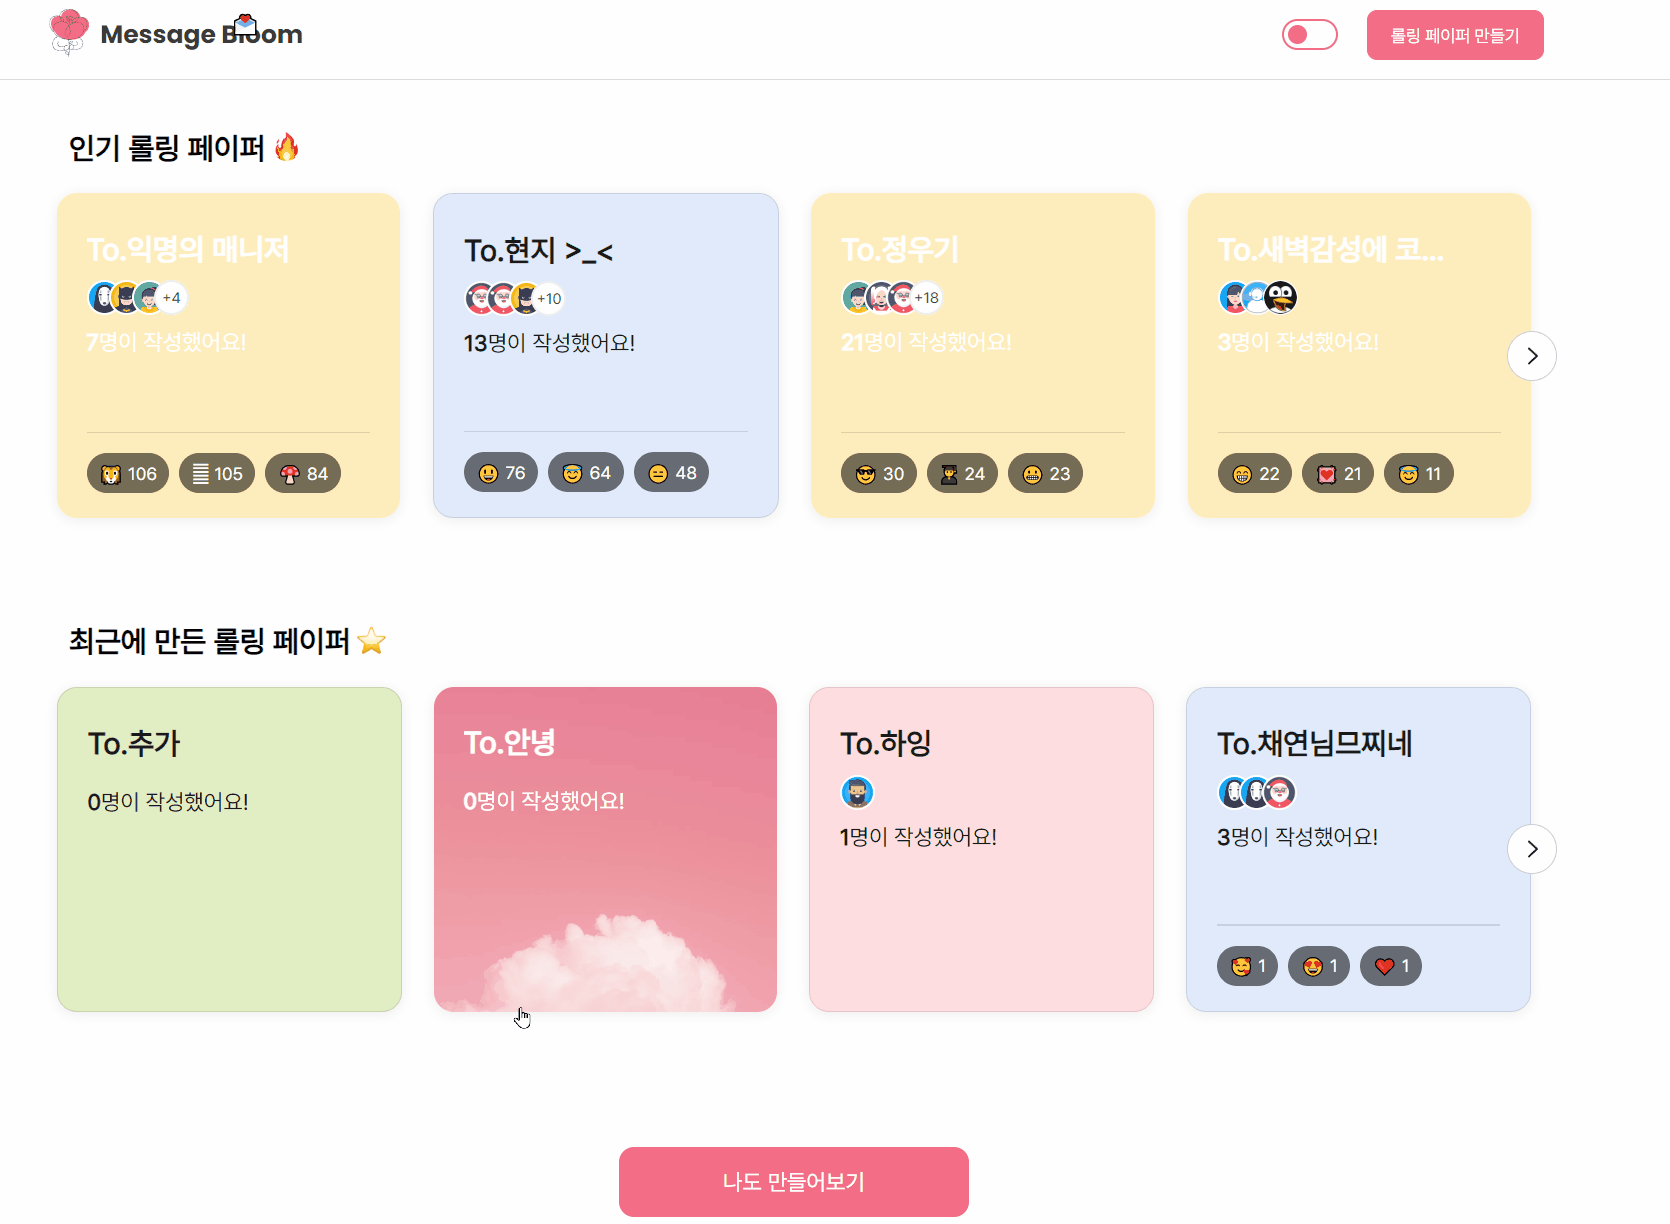 Message Bloom
롤링 페이퍼 만들기
인기 롤링 페이퍼 🔥
To.익명의 매니저
+4
7명이 작성했어요!
106 105 84
To.현지 >_<
+10
13명이 작성했어요!
76 64 48
To.정우기
+18
21명이 작성했어요!
30 24 23
To.새벽감성에 코...
3명이 작성했어요!
22 21 11
최근에 만든 롤링 페이퍼 ⭐
To.추가
0명이 작성했어요!
To.안녕
0명이 작성했어요!
To.하잉
1명이 작성했어요!
To.채연님므찌네
3명이 작성했어요!
1 1 1
나도 만들어보기